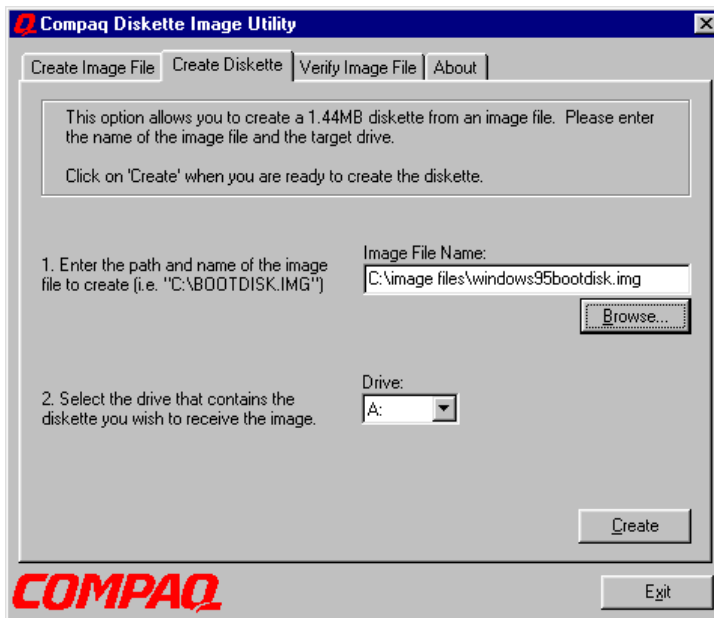 Compaq Diskette Image Utility
Create Image File Create Diskette Verify Image File About
This option allows you to create a 1.44MB diskette from an image file. Please enter
the name of the image file and the target drive.
Click on 'Create' when you are ready to create the diskette.
Image File Name:
1. Enter the path and name of the image
file to create (i.e. "C:\BOOTDISK.IMG")
C:\image files\windows95bootdisk.img
Browse...
Drive:
2. Select the drive that contains the
diskette you wish to receive the image.
A:
Create
COMPAQ
Exit